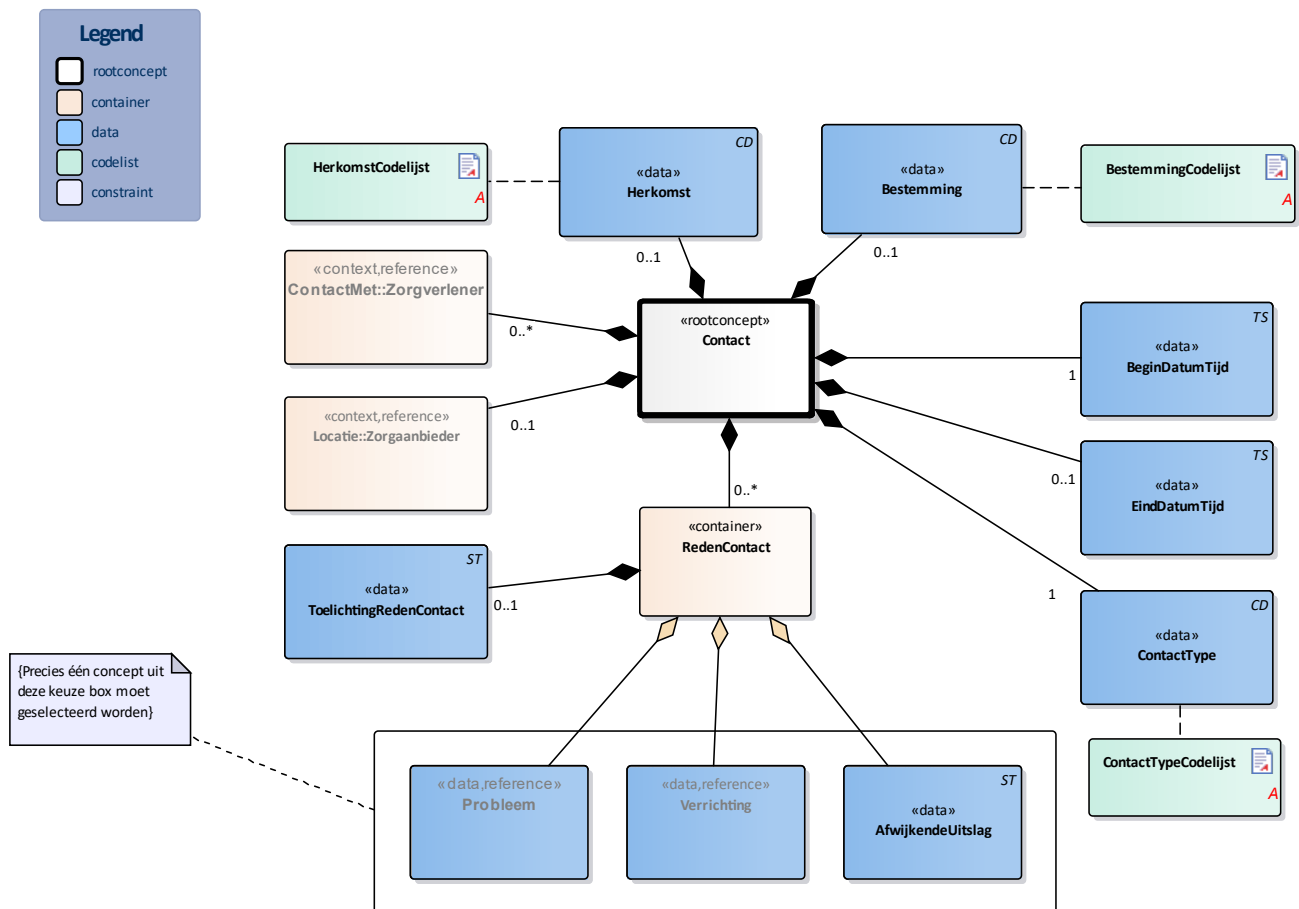 Legend
rootconcept
container
data
codelist
constraint
HerkomstCodelijst
A
CD
«data»
Herkomst
CD
«data»
Bestemming
BestemmingCodelijst
A
0..1
0..1
«context,reference»
ContactMet::Zorgverlener
0..*
«rootconcept»
Contact
TS
«data»
BeginDatumTijd
1
«context,reference»
Locatie::Zorgaanbieder
0..1
TS
«data»
EindDatumTijd
0..1
0..*
«container»
RedenContact
ST
«data»
ToelichtingRedenContact
0..1
1
CD
«data»
ContactType
{Precies één concept uit
deze keuze box moet
geselecteerd worden}
ContactTypeCodelijst
A
«data,reference»
Probleem
«data,reference»
Verrichting
ST
«data»
AfwijkendeUitslag